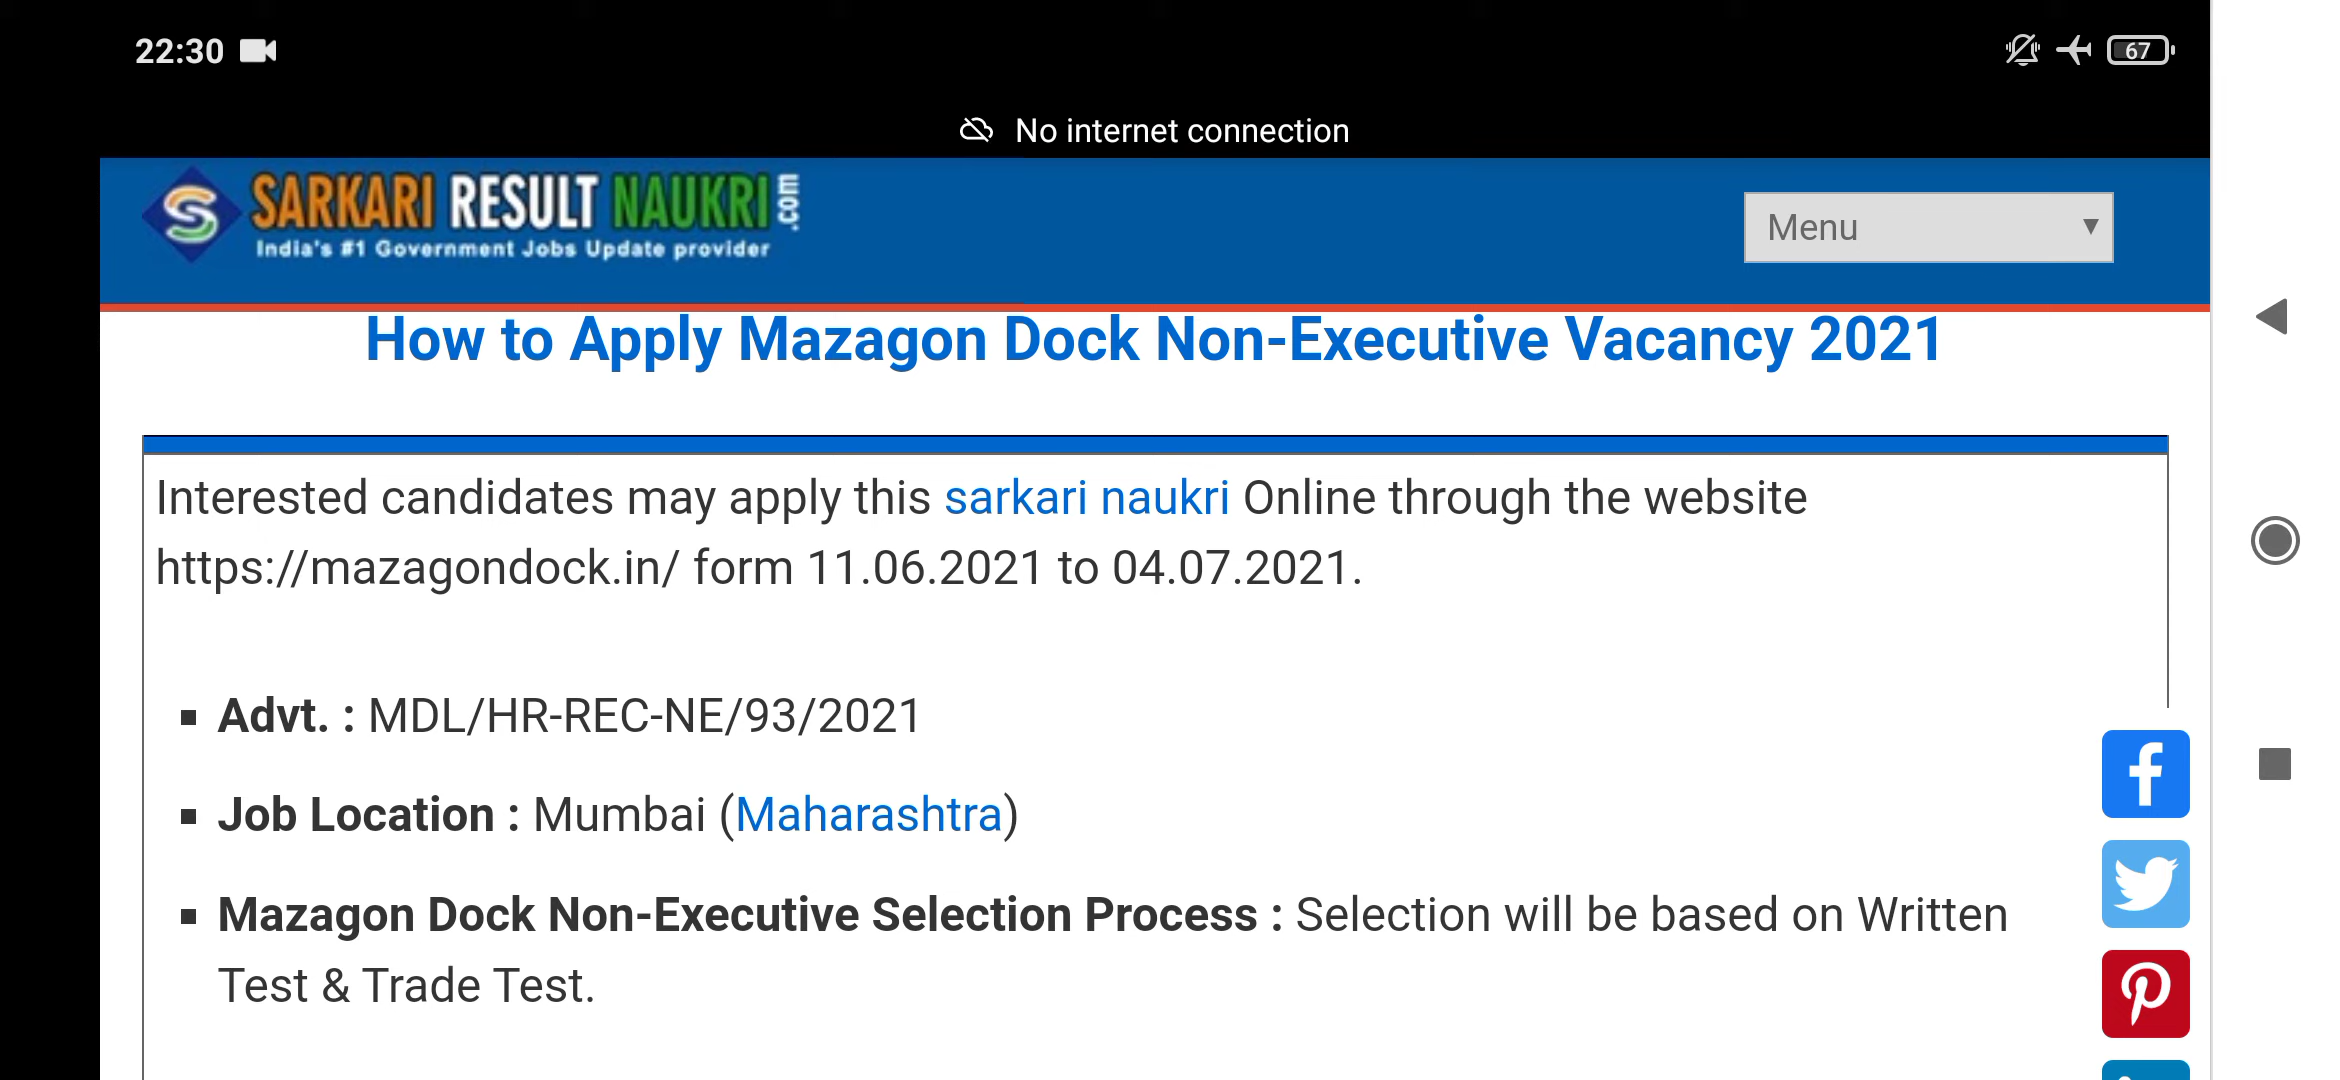 22:30
67
No internet connection
SARKARI RESULT NAUKRI.com
India's #1 Government Jobs Update provider
Menu
How to Apply Mazagon Dock Non-Executive Vacancy 2021
Interested candidates may apply this sarkari naukri Online through the website
https://mazagondock.in/ form 11.06.2021 to 04.07.2021.
Advt. : MDL/HR-REC-NE/93/2021
Job Location : Mumbai (Maharashtra)
Mazagon Dock Non-Executive Selection Process : Selection will be based on Written
Test & Trade Test.